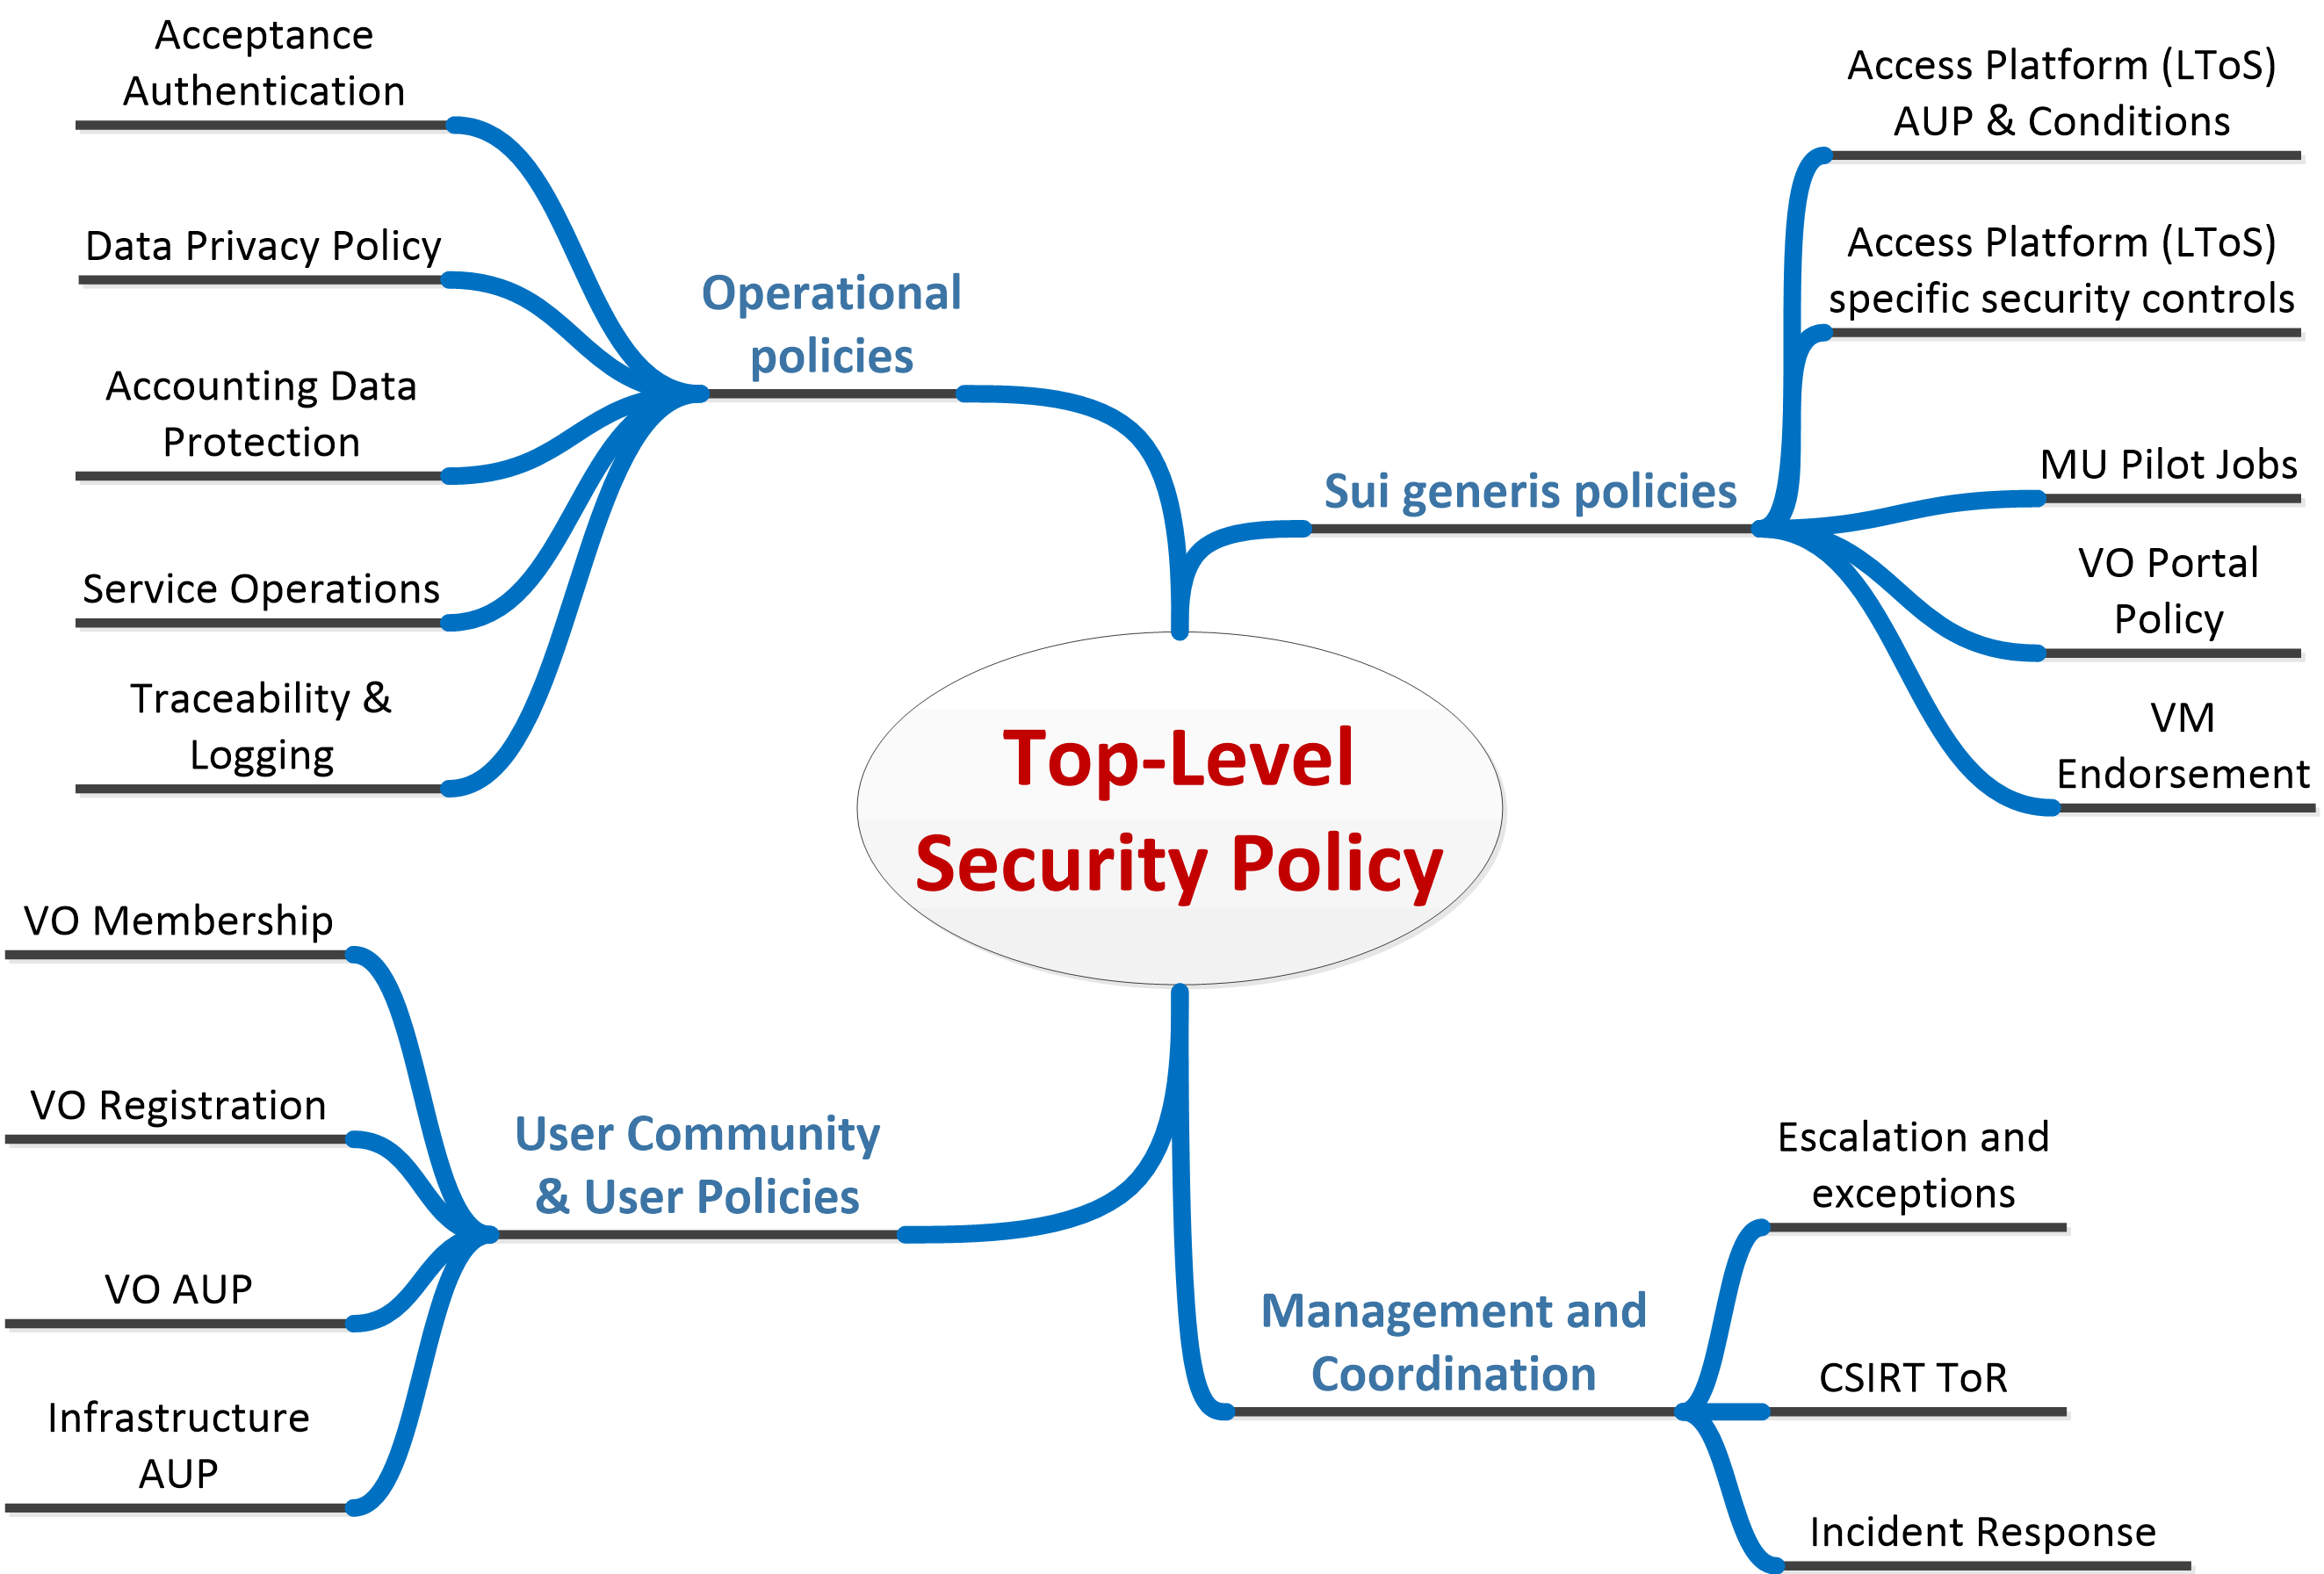 Acceptance
Authentication
Data Privacy Policy
Accounting Data
Protection
Service Operations
Traceability &
Logging
Operational
policies
Access Platform (LToS)
AUP & Conditions
Access Platform (LToS)
specific security controls
MU Pilot Jobs
VO Portal
Policy
VM
Endorsement
Sui generis policies
Top-Level
Security Policy
VO Membership
VO Registration
VO AUP
Infrastructure
AUP
User Community
& User Policies
Management and
Coordination
Escalation and
exceptions
CSIRT ToR
Incident Response